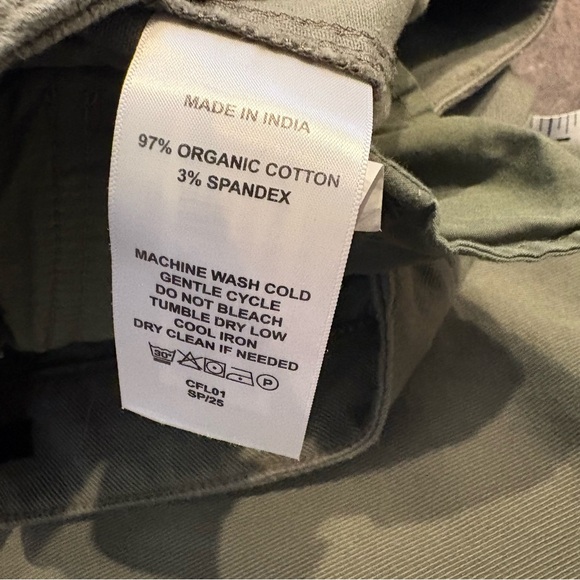 MADE IN INDIA
97% ORGANIC COTTON
3% SPANDEX
MACHINE WASH COLD
GENTLE CYCLE
DO NOT BLEACH
TUMBLE DRY LOW
COOL IRON
DRY CLEAN IF NEEDED
30° P
CFL01
SP/25